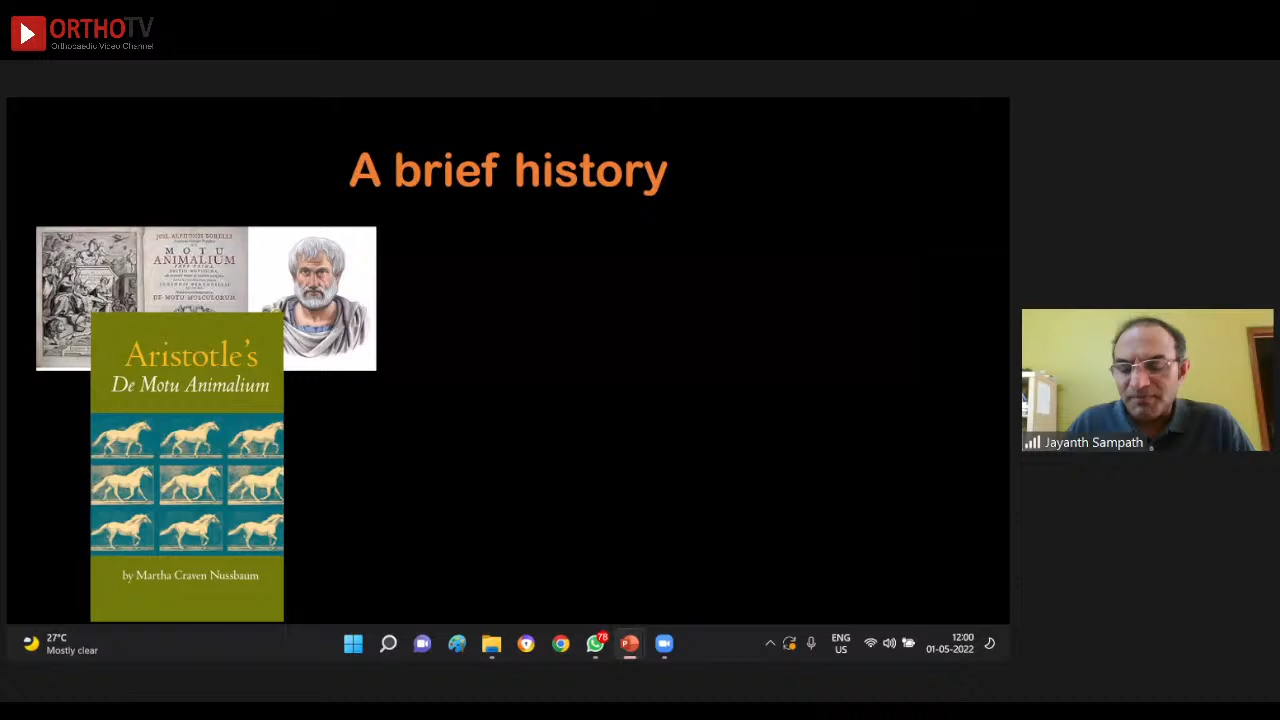 ORTHOTV
Orthopaedic Video Channel
A brief history
MOTU
ANIMALIUM
DE MOTU MUSCULORUM
Aristotle's
De Motu Animalium
by Martha Craven Nussbaum
Jayanth Sampath
27°C
Mostly clear
78
ENG
US
12:00
01-05-2022